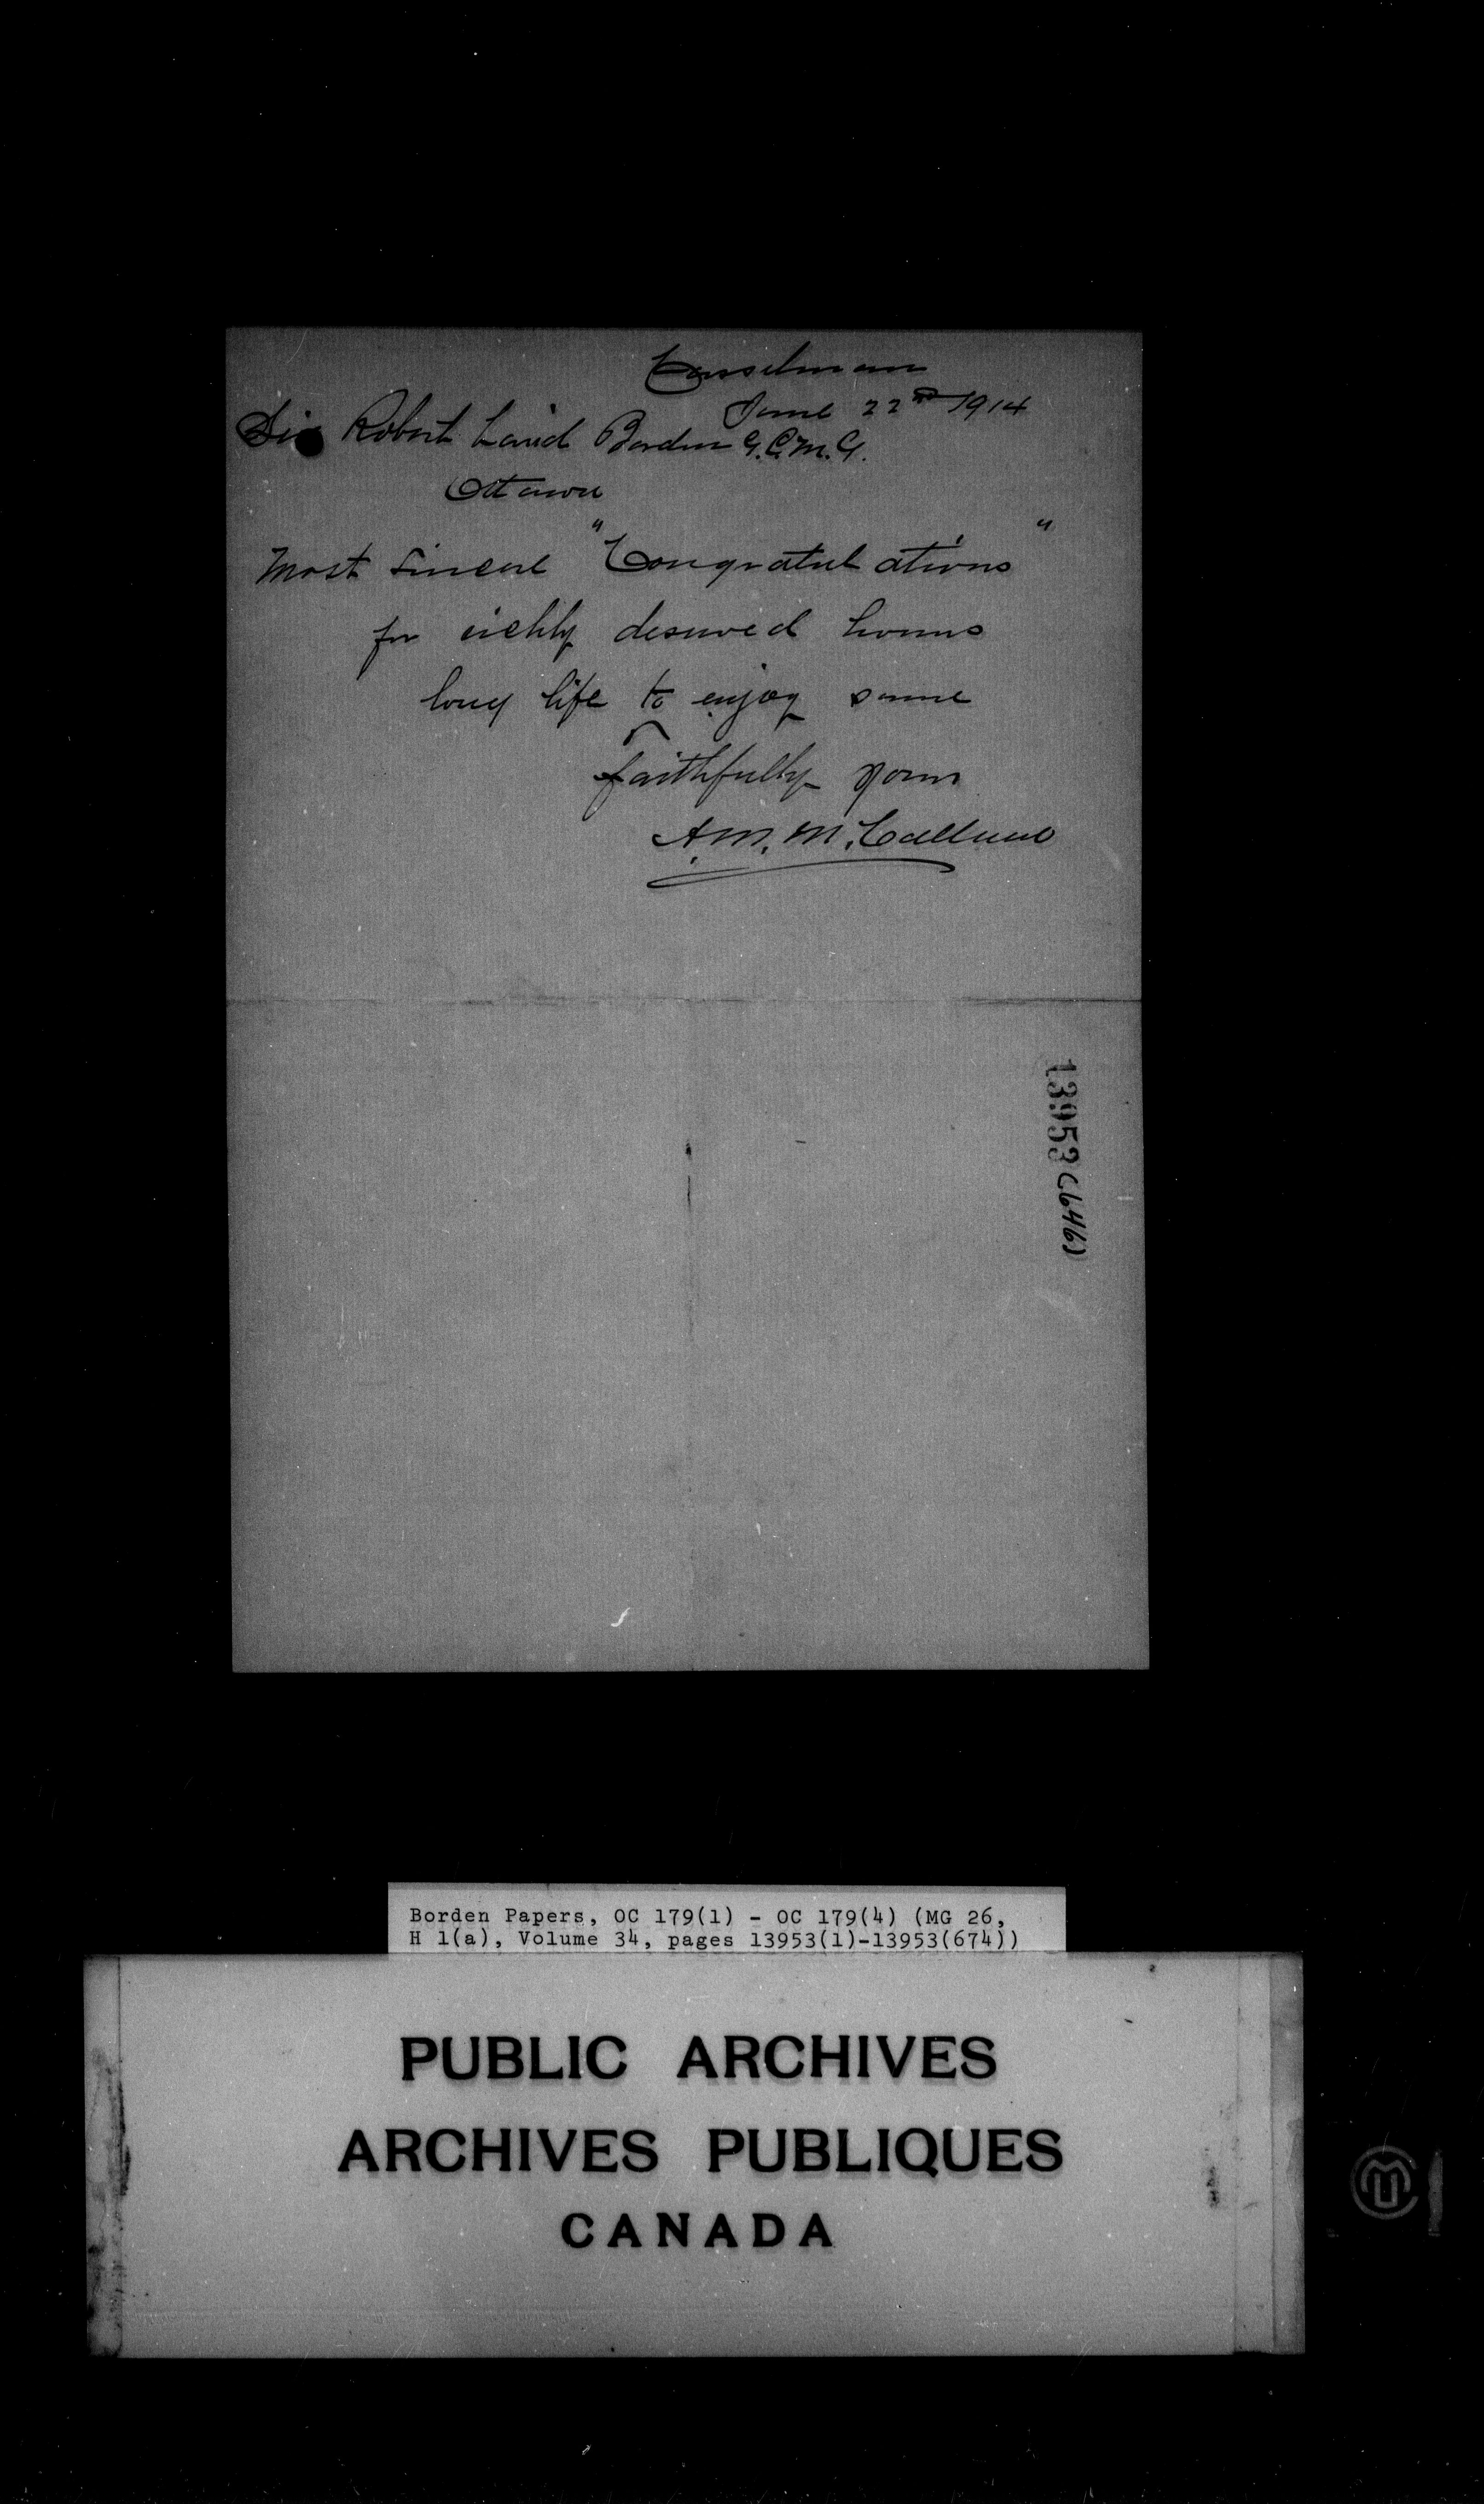 Casselman
June 22nd 1914
Sir Robert Laird Borden G.C.M.G.
Ottawa
Most Sincere "Congratulations"
for richly deserved honors
long life to enjoy same
faithfully yours
A. M.
13953(646)
Borden Papers, OC 179(1) - OC 179(4) (MG 26,
H 1(a), Volume 34, pages 13953(1)-13953(674))
PUBLIC ARCHIVES
ARCHIVES PUBLIQUES
CANADA